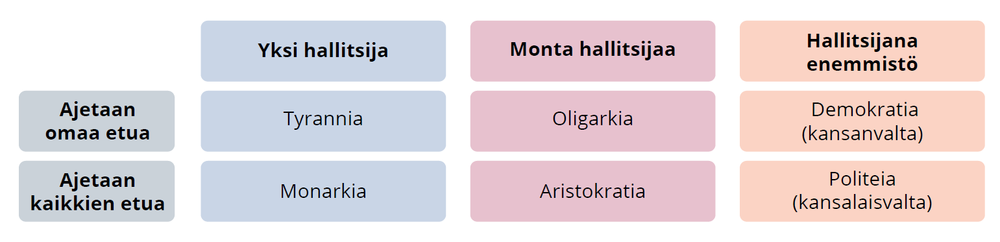 Yksi hallitsija
Monta hallitsijaa
Hallitsijana
enemmistö
Ajetaan
omaa etua
Tyrannia
Oligarkia
Demokratia
(kansanvalta)
Ajetaan
kaikkien etua
Monarkia
Aristokratia
Politeia
(kansalaisvalta)